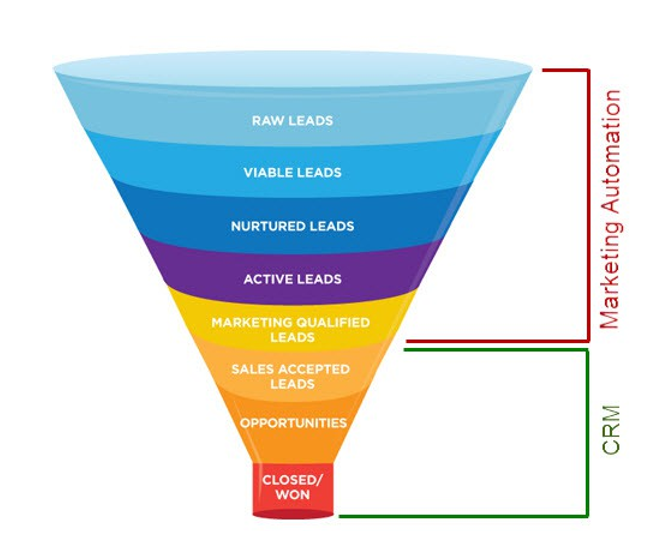 RAW LEADS
VIABLE LEADS
NURTURED LEADS
ACTIVE LEADS
MARKETING QUALIFIED
LEADS
SALES ACCEPTED
LEADS
OPPORTUNITIES
CLOSED/
WON
Marketing Automation
CRM